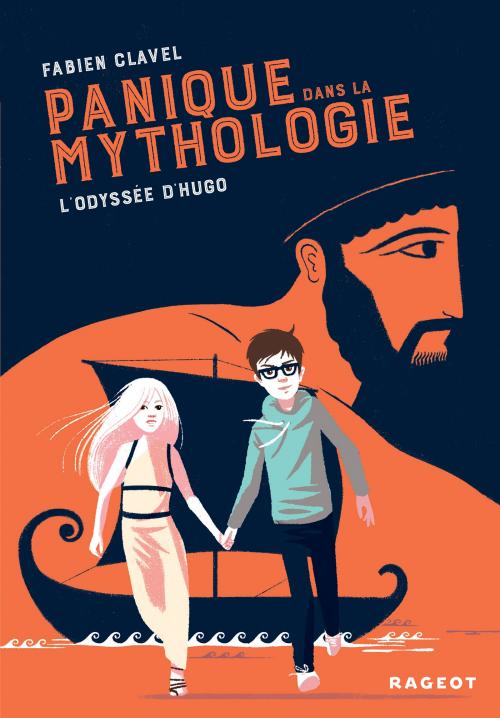 FABIEN CLAVEL
PANIQUE DANS LA
MYTHOLOGIE
L'ODYSSÉE D'HUGO
RAGEOT